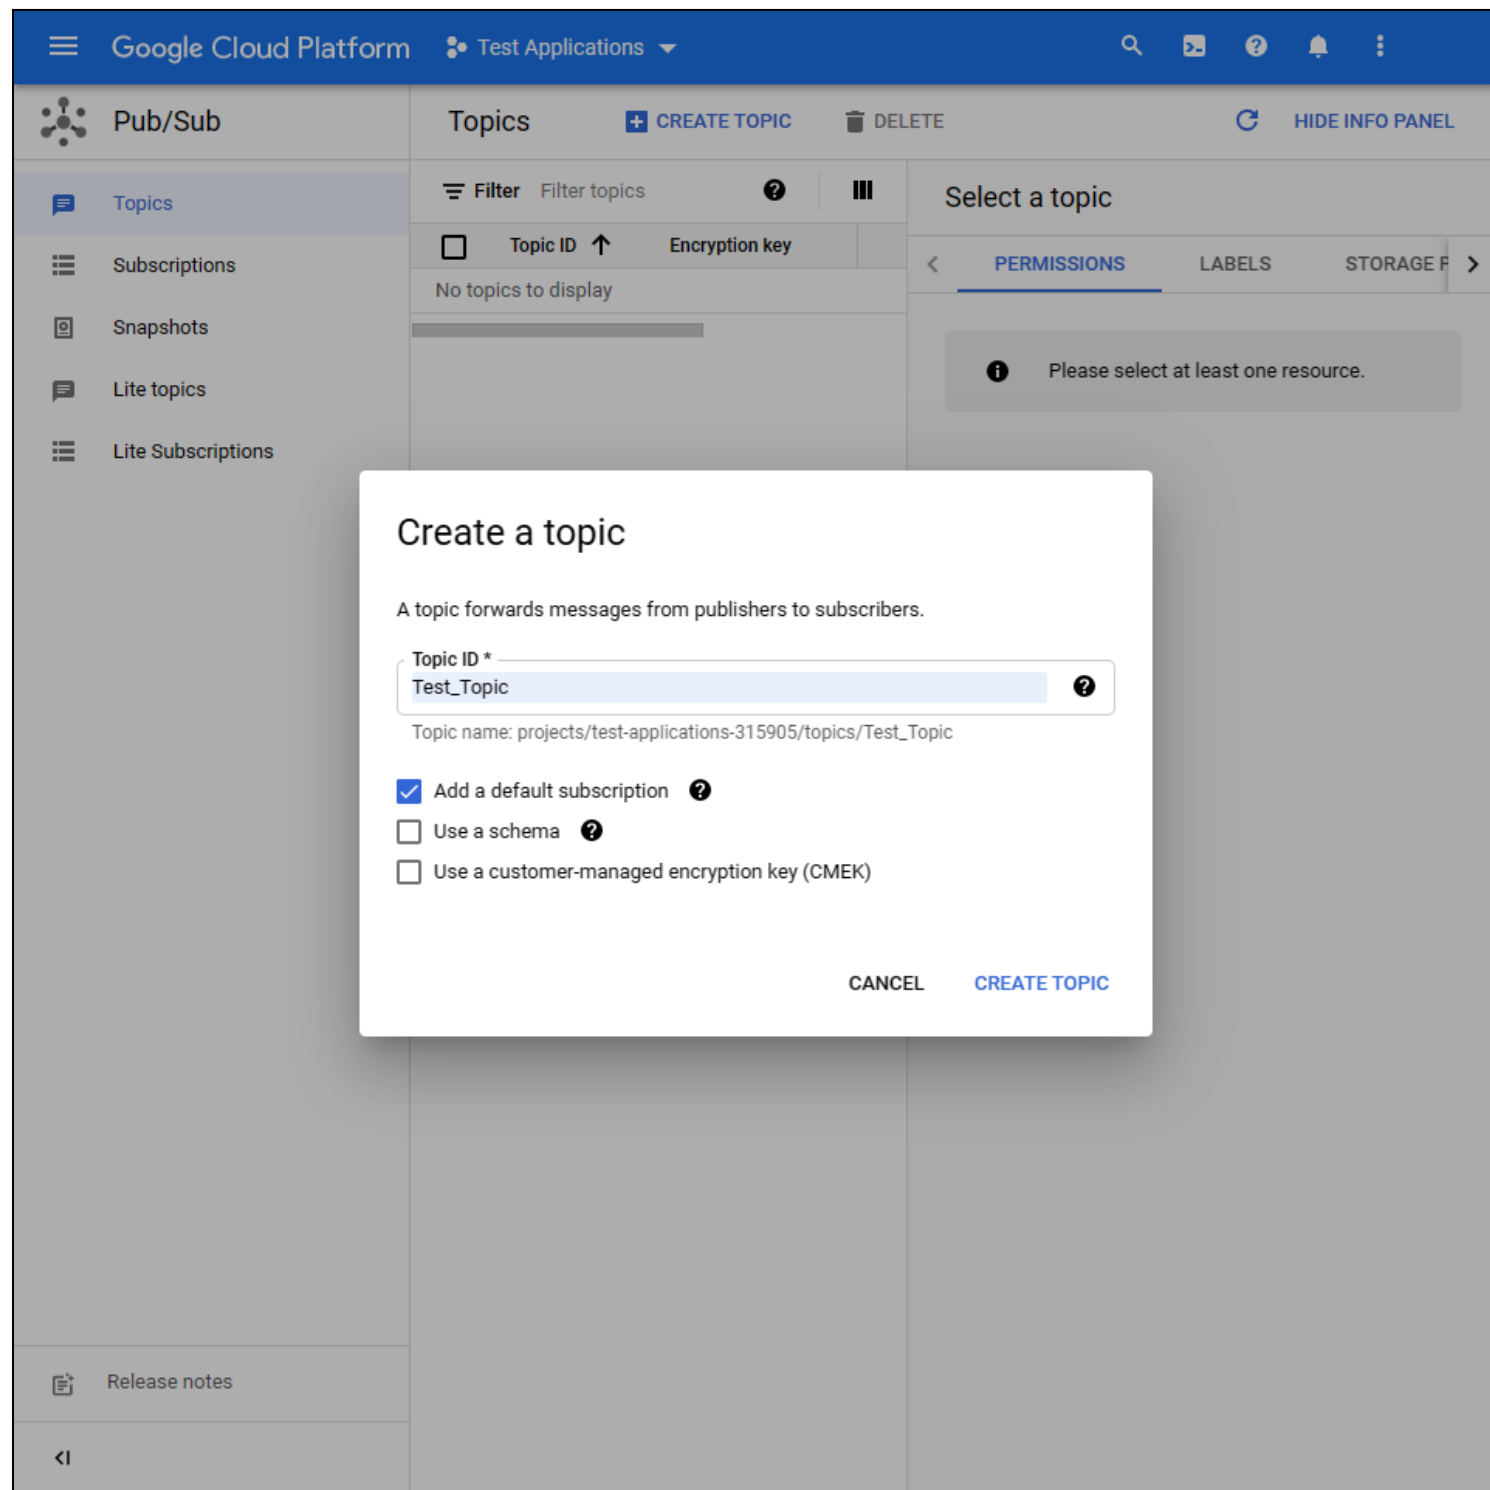 Google Cloud Platform Test Applications
Pub/Sub
Topics CREATE TOPIC DELETE HIDE INFO PANEL
Topics
Subscriptions
Snapshots
Lite topics
Lite Subscriptions
Filter Filter topics
Topic ID Encryption key
No topics to display
Select a topic
PERMISSIONS LABELS STORAGE P
Please select at least one resource.
Create a topic
A topic forwards messages from publishers to subscribers.
Topic ID *
Test_Topic
Topic name: projects/test-applications-315905/topics/Test_Topic
Add a default subscription
Use a schema
Use a customer-managed encryption key (CMEK)
CANCEL CREATE TOPIC
Release notes